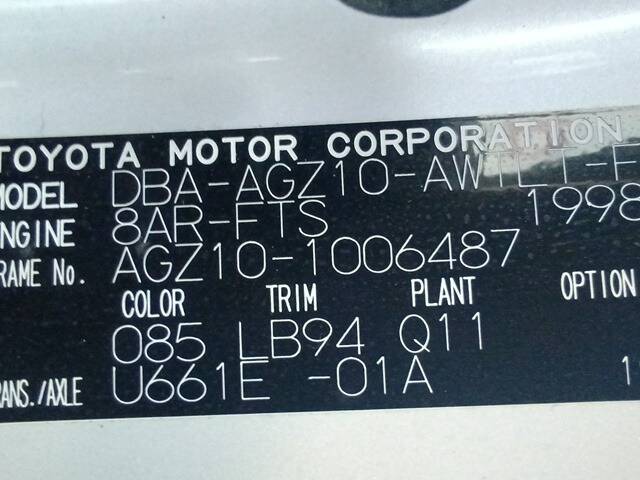 TOYOTA MOTOR CORPORATION
MODEL DBA-AGZ10-AWTLT-F
ENGINE 8AR-FTS 1998
FRAME No. AGZ10-1006487
COLOR TRIM PLANT OPTION
085 LB94 Q11
TRANS./AXLE U661E -01A 1